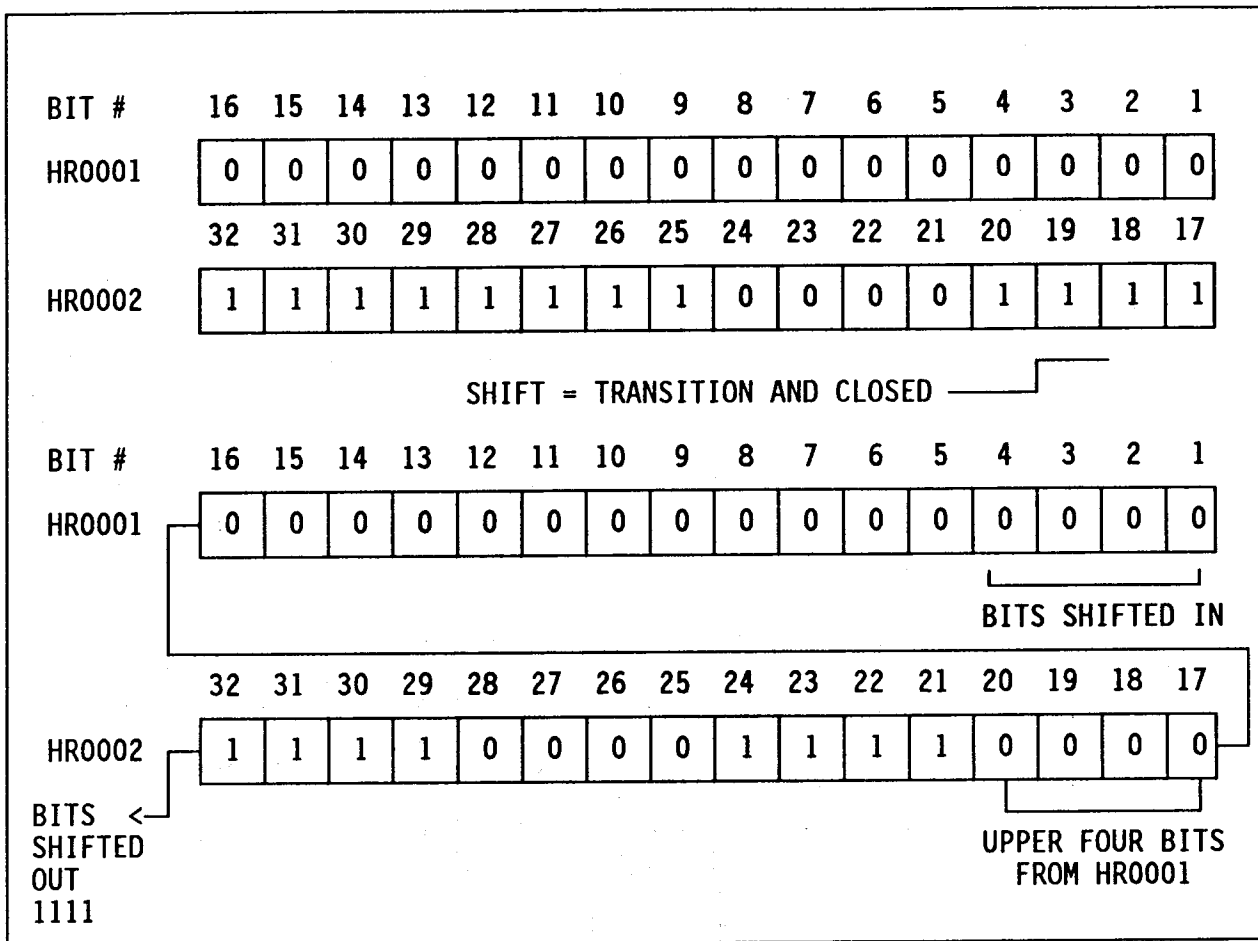 BIT # 16 15 14 13 12 11 10 9 8 7 6 5 4 3 2 1
HR0001 0 0 0 0 0 0 0 0 0 0 0 0 0 0 0 0
32 31 30 29 28 27 26 25 24 23 22 21 20 19 18 17
HR0002 1 1 1 1 1 1 1 1 0 0 0 0 1 1 1 1
SHIFT = TRANSITION AND CLOSED
BIT # 16 15 14 13 12 11 10 9 8 7 6 5 4 3 2 1
HR0001 0 0 0 0 0 0 0 0 0 0 0 0 0 0 0 0
BITS SHIFTED IN
32 31 30 29 28 27 26 25 24 23 22 21 20 19 18 17
HR0002 1 1 1 1 0 0 0 0 1 1 1 1 0 0 0 0
BITS <
SHIFTED
OUT
1111
UPPER FOUR BITS
FROM HR0001